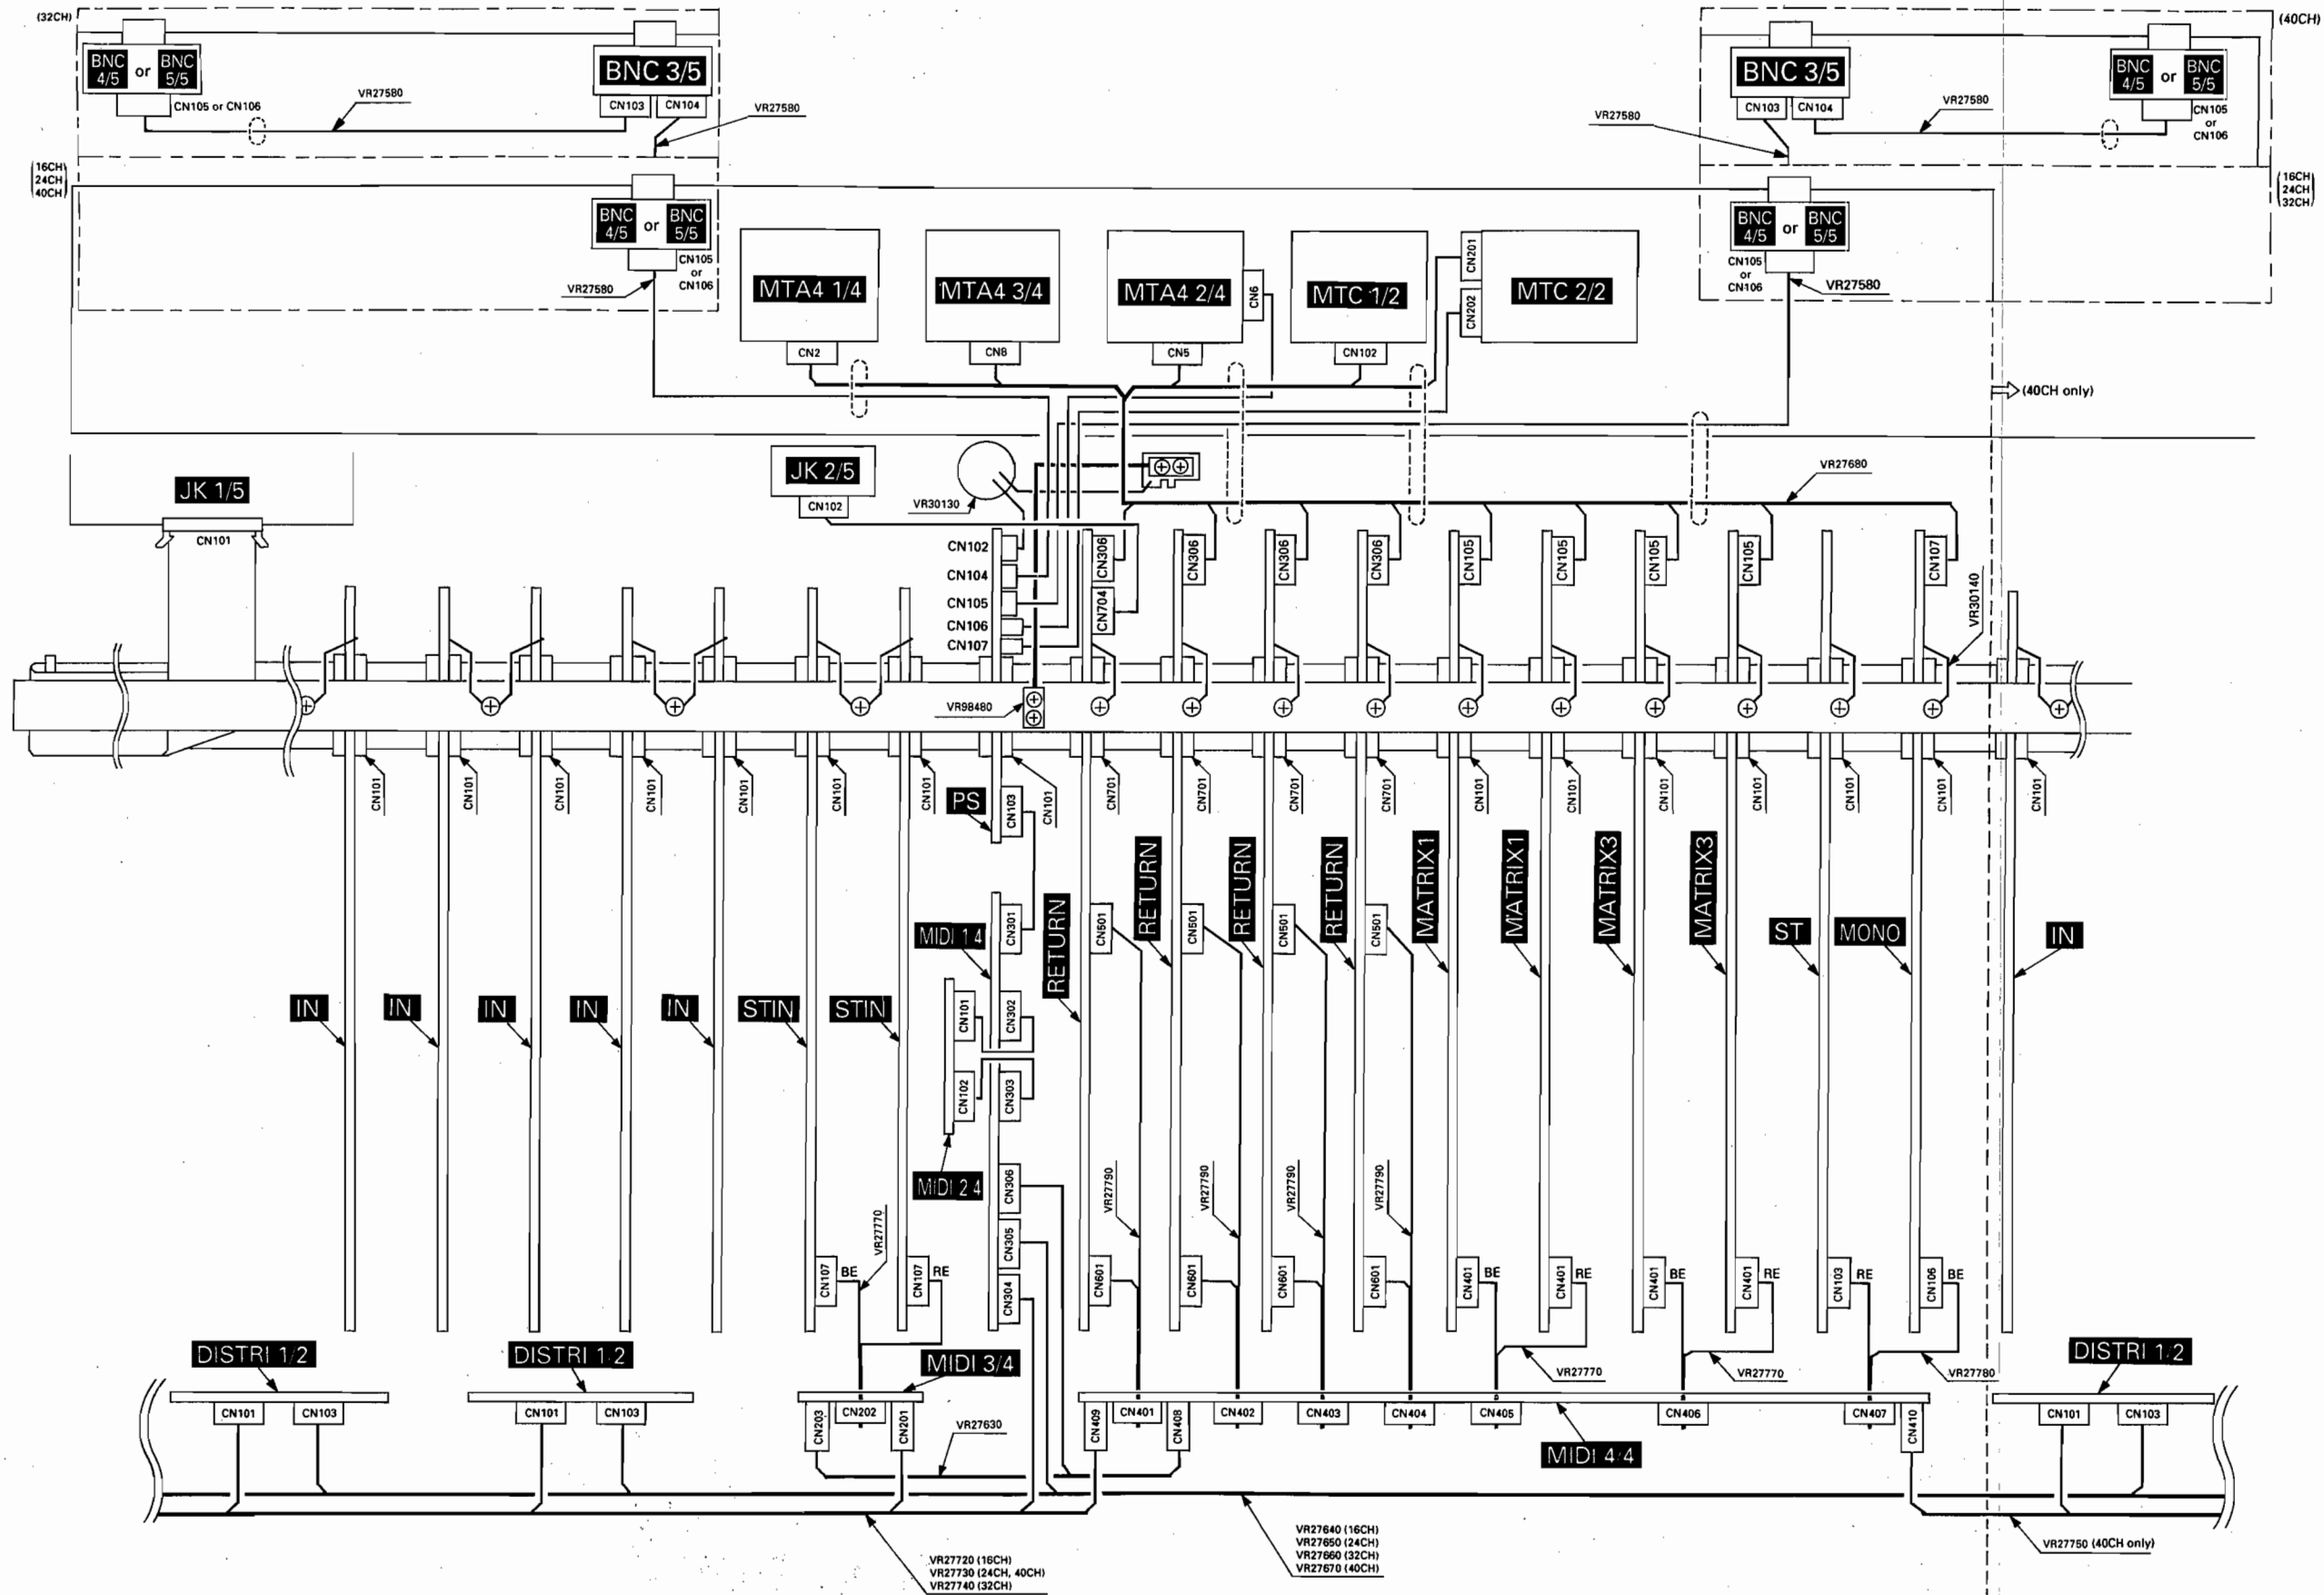 (32CH)
BNC 4/5 or BNC 5/5
BNC 3/5
CN105 or CN106
VR27580
CN103
CN104
VR27580
(16CH
24CH
40CH)
BNC 4/5 or BNC 5/5
CN105
or
CN106
VR27580
(40CH)
BNC 3/5
BNC 4/5 or BNC 5/5
CN103
CN104
VR27580
CN105
or
CN106
VR27580
(16CH
24CH
32CH)
BNC 4/5 or BNC 5/5
CN105
or
CN106
VR27580
MTA4 1/4
MTA4 3/4
MTA4 2/4
MTC 1/2
MTC 2/2
CN2
CN8
CN5
CN6
CN102
CN201
CN202
(40CH only)
JK 1/5
CN101
JK 2/5
CN102
VR30130
VR27680
CN102
CN104
CN105
CN106
CN107
CN306
CN704
CN306
CN306
CN306
CN105
CN105
CN105
CN105
CN107
VR30140
VR98480
CN101
CN101
CN101
CN101
CN101
CN101
CN101
CN101
CN701
CN701
CN701
CN701
CN101
CN101
CN101
CN101
CN101
CN101
CN101
PS
CN103
MIDI 1 4
CN301
CN302
CN101
CN102
CN303
MIDI 2 4
CN306
CN305
CN304
IN
IN
IN
IN
IN
STIN
STIN
RETURN
RETURN
RETURN
RETURN
MATRIX1
MATRIX1
MATRIX3
MATRIX3
ST
MONO
IN
CN501
CN501
CN501
CN501
VR27790
VR27790
VR27790
VR27790
CN107
BE
VR27770
CN107
RE
CN601
CN601
CN601
CN601
CN401
BE
CN401
RE
CN401
BE
CN401
RE
CN103
RE
CN106
BE
VR27770
VR27770
VR27780
DISTRI 1/2
DISTRI 1 2
MIDI 3/4
DISTRI 1 2
CN101
CN103
CN101
CN103
CN203
CN202
CN201
VR27630
CN409
CN401
CN408
CN402
CN403
CN404
CN405
CN406
CN407
CN410
CN101
CN103
MIDI 4 4
VR27720 (16CH)
VR27730 (24CH, 40CH)
VR27740 (32CH)
VR27640 (16CH)
VR27650 (24CH)
VR27660 (32CH)
VR27670 (40CH)
VR27750 (40CH only)